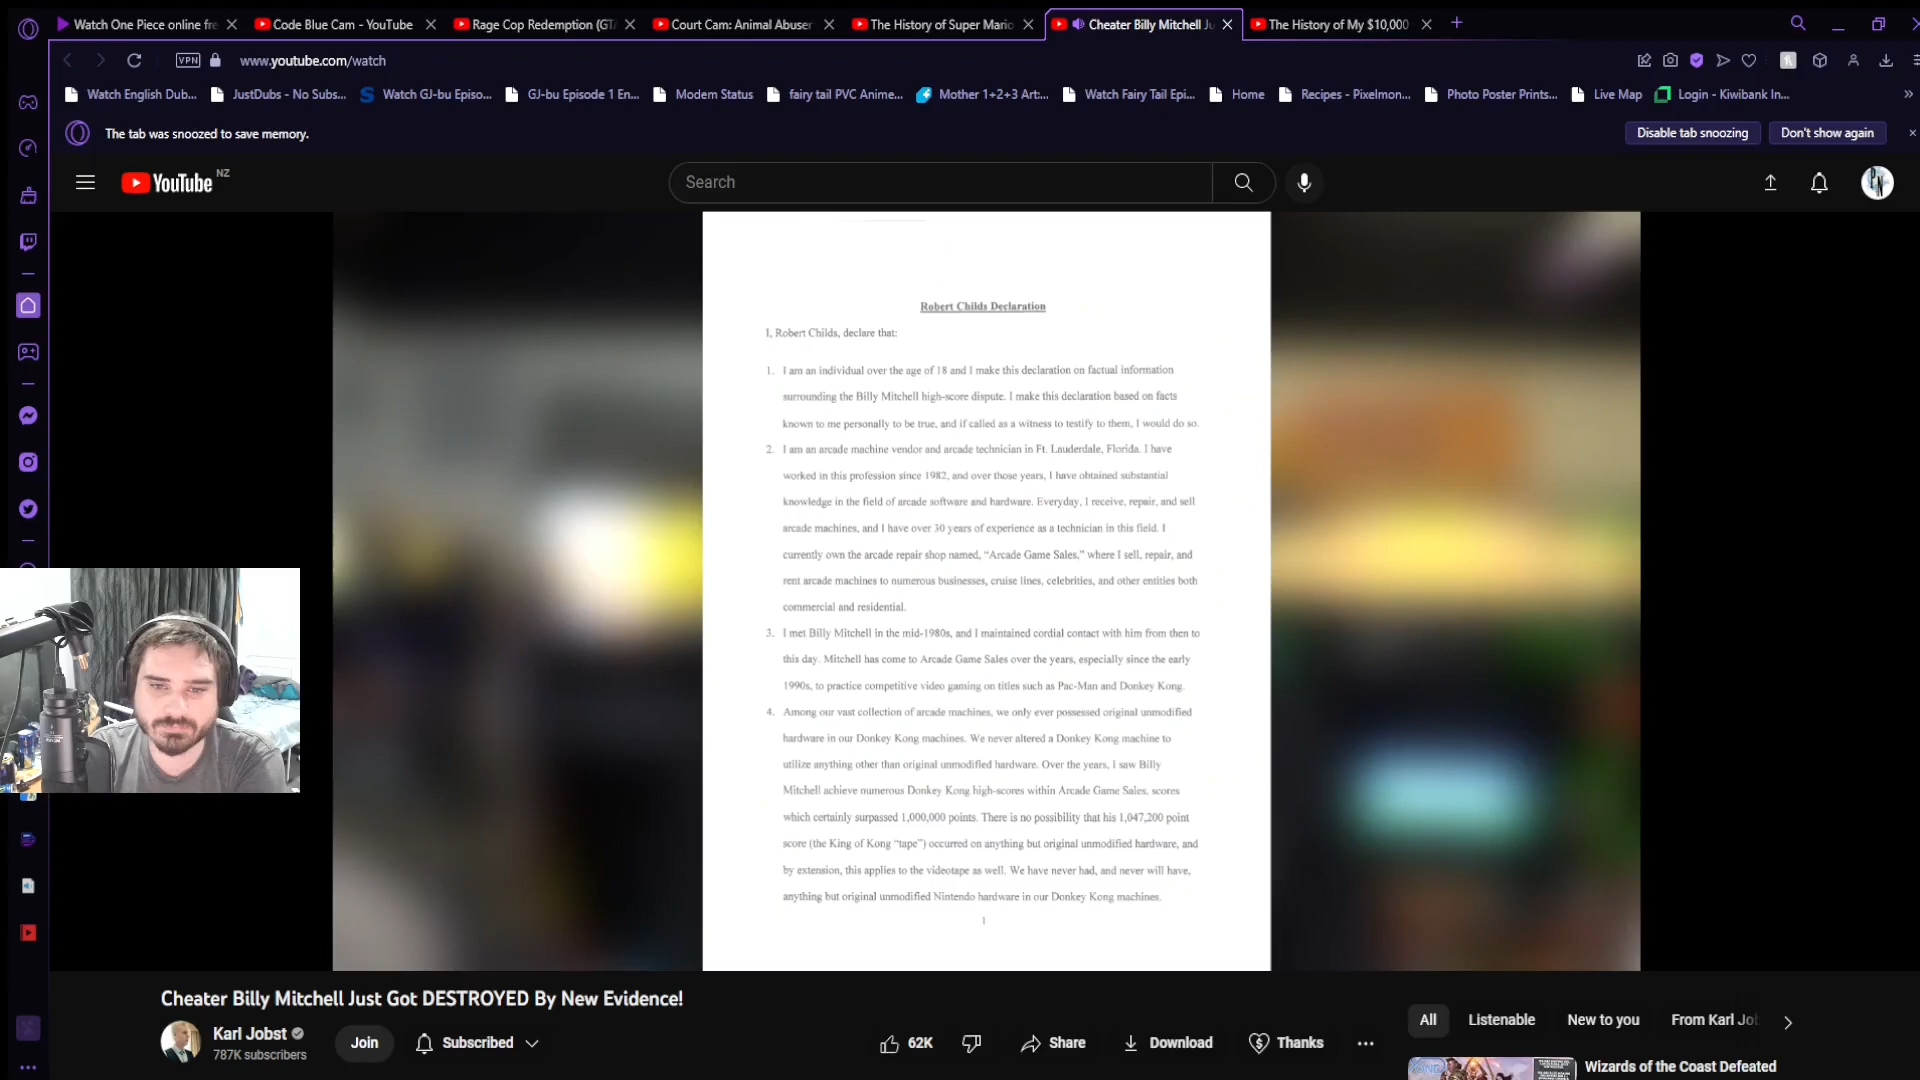 Watch One Piece online fre
Code Blue Cam - YouTube
Rage Cop Redemption (GTA
Court Cam: Animal Abuser
The History of Super Mario
Cheater Billy Mitchell Ju
The History of My $10,000
VPN
www.youtube.com/watch
Watch English Dub...
JustDubs - No Subs...
Watch GJ-bu Episo...
GJ-bu Episode 1 En...
Modem Status
fairy tail PVC Anime...
Mother 1+2+3 Art:...
Watch Fairy Tail Epi...
Home
Recipes - Pixelmon...
Photo Poster Prints...
Live Map
Login - Kiwibank In...
The tab was snoozed to save memory.
Disable tab snoozing
Don't show again
YouTube NZ
Search
Robert Childs Declaration
I, Robert Childs, declare that:
1. I am an individual over the age of 18 and I make this declaration on factual information
surrounding the Billy Mitchell high-score dispute. I make this declaration based on facts
known to me personally to be true, and if called as a witness to testify to them, I would do so.
2. I am an arcade machine vendor and arcade technician in Ft. Lauderdale, Florida. I have
worked in this profession since 1982, and over those years, I have obtained substantial
knowledge in the field of arcade software and hardware. Everyday, I receive, repair, and sell
arcade machines, and I have over 30 years of experience as a technician in this field. I
currently own the arcade repair shop named, “Arcade Game Sales,” where I sell, repair, and
rent arcade machines to numerous businesses, cruise lines, celebrities, and other entities both
commercial and residential.
3. I met Billy Mitchell in the mid-1980s, and I maintained cordial contact with him from then to
this day. Mitchell has come to Arcade Game Sales over the years, especially since the early
1990s, to practice competitive video gaming on titles such as Pac-Man and Donkey Kong.
4. Among our vast collection of arcade machines, we only ever possessed original unmodified
hardware in our Donkey Kong machines. We never altered a Donkey Kong machine to
utilize anything other than original unmodified hardware. Over the years, I saw Billy
Mitchell achieve numerous Donkey Kong high-scores within Arcade Game Sales, scores
which certainly surpassed 1,000,000 points. There is no possibility that his 1,047,200 point
score (the King of Kong “tape”) occurred on anything but original unmodified hardware, and
by extension, this applies to the videotape as well. We have never had, and never will have,
anything but original unmodified Nintendo hardware in our Donkey Kong machines.
1
Cheater Billy Mitchell Just Got DESTROYED By New Evidence!
Karl Jobst
787K subscribers
Join
Subscribed
62K
Share
Download
Thanks
All
Listenable
New to you
From Karl Job
Wizards of the Coast Defeated